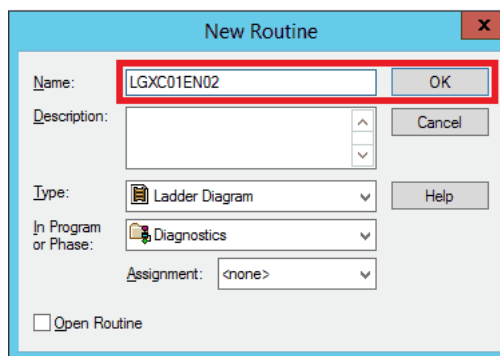 New Routine
x
Name: LGXC01EN02 OK
Description: Cancel
Type: Ladder Diagram Help
In Program
or Phase: Diagnostics
Assignment: <none>
Open Routine